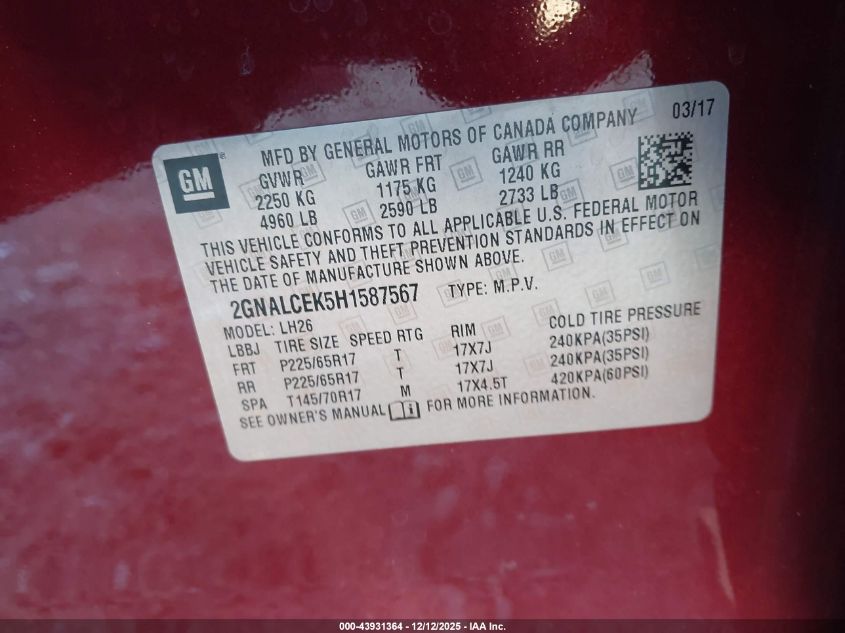 03/17
GM
MFD BY GENERAL MOTORS OF CANADA COMPANY
GVWR GAWR FRT GAWR RR
2250 KG 1175 KG 1240 KG
4960 LB 2590 LB 2733 LB
THIS VEHICLE CONFORMS TO ALL APPLICABLE U.S. FEDERAL MOTOR
VEHICLE SAFETY AND THEFT PREVENTION STANDARDS IN EFFECT ON
THE DATE OF MANUFACTURE SHOWN ABOVE.
2GNALCEK5H1587567 TYPE: M.P.V.
MODEL: LH26
LBBJ TIRE SIZE SPEED RTG RIM COLD TIRE PRESSURE
FRT P225/65R17 T 17X7J 240KPA(35PSI)
RR P225/65R17 T 17X7J 240KPA(35PSI)
SPA T145/70R17 M 17X4.5T 420KPA(60PSI)
SEE OWNER'S MANUAL FOR MORE INFORMATION.
000-43931364 - 12/12/2025 - IAA Inc.